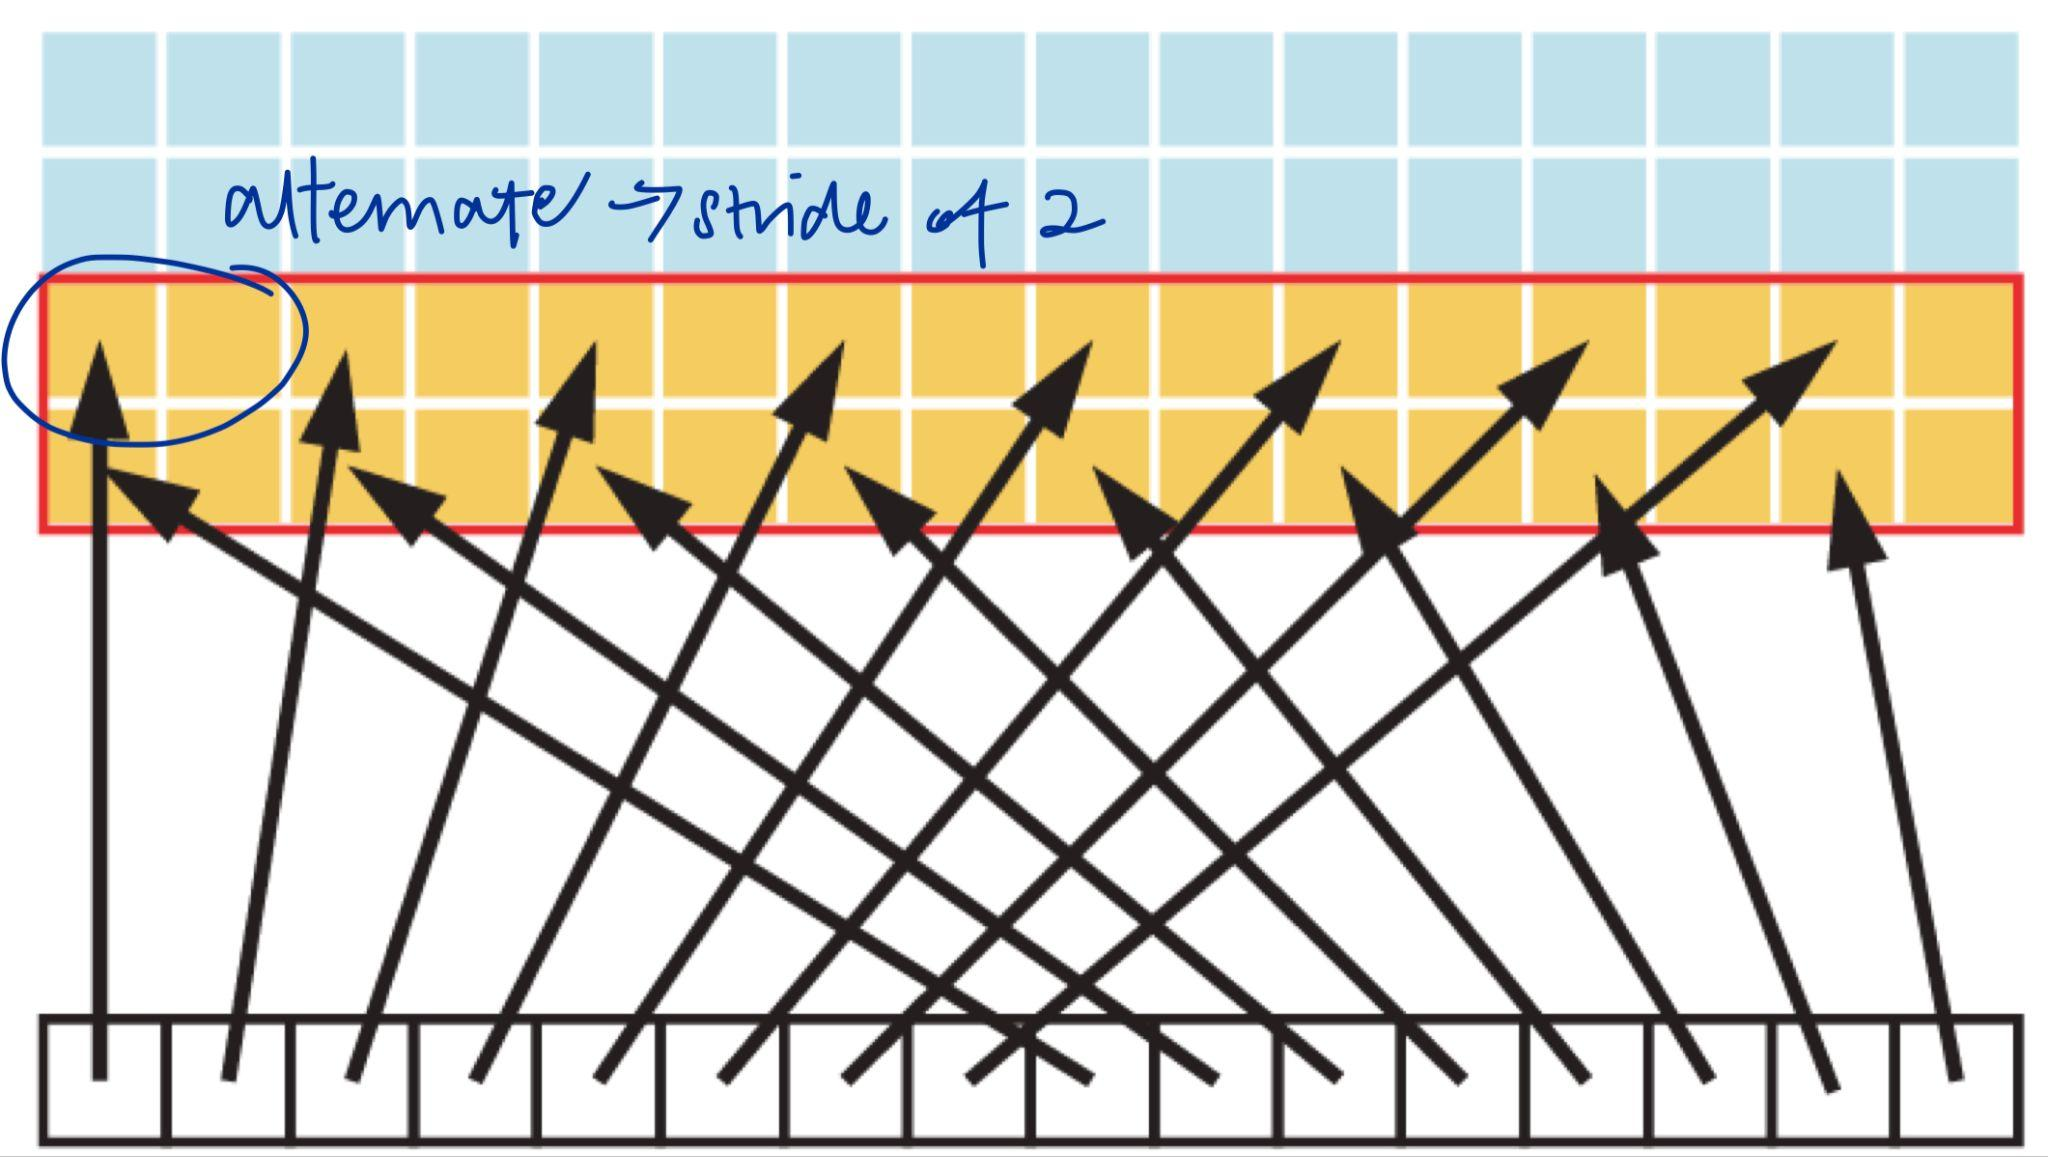 alternate → stride of 2